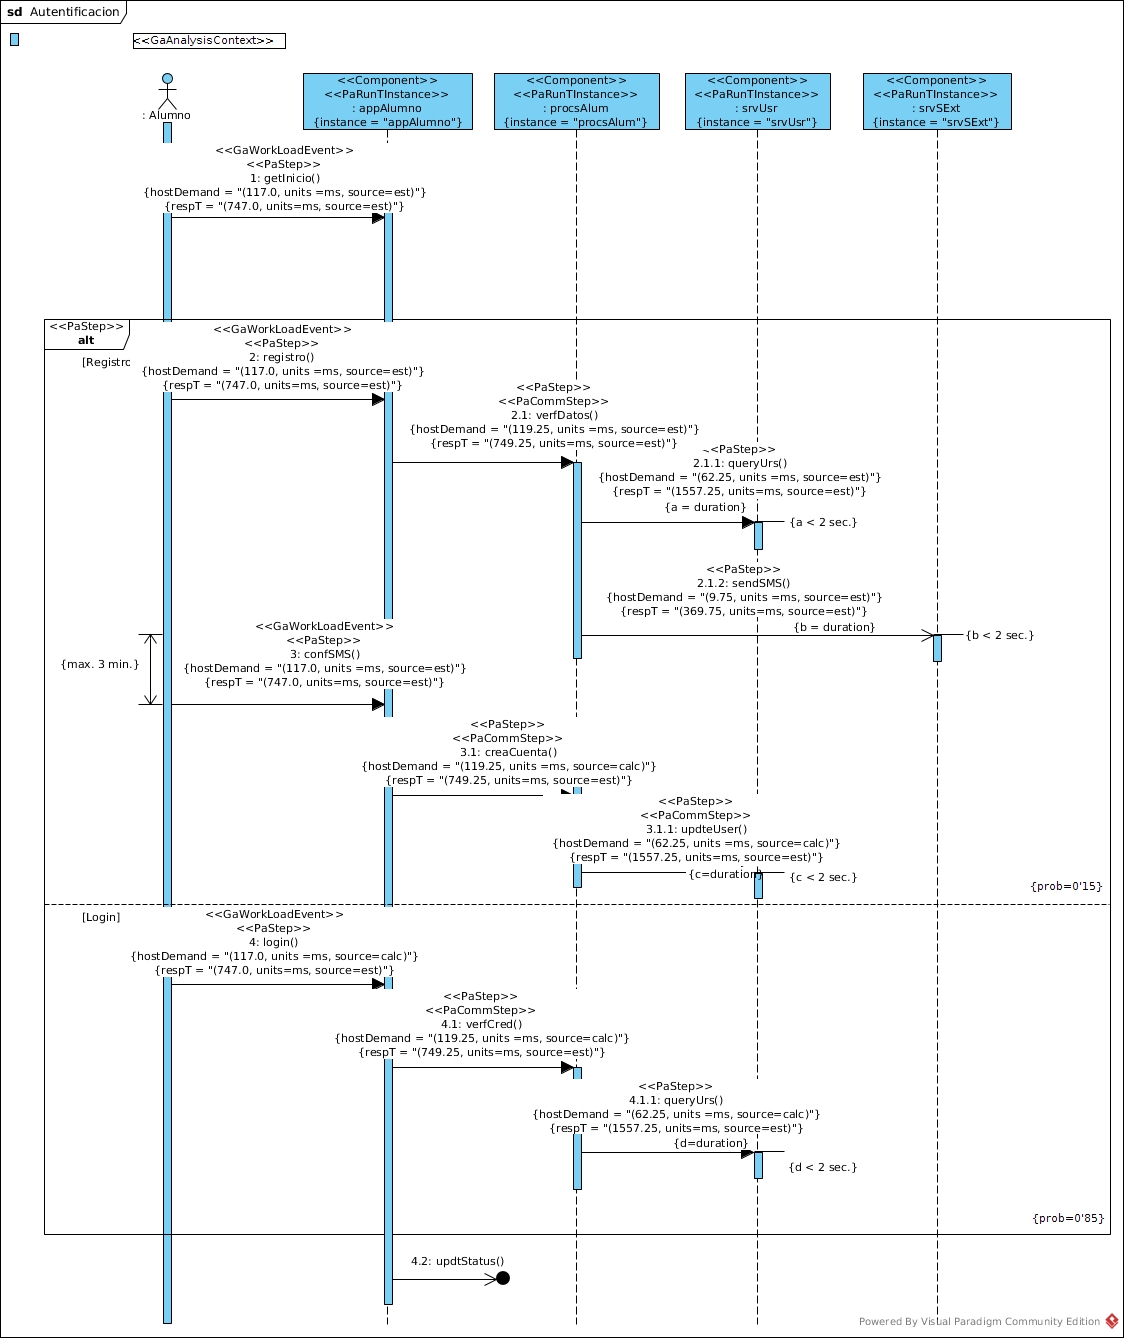 sd Autentificacion
<<GaAnalysisContext>>
: Alumno
<<Component>>
<<PaRunTInstance>>
: appAlumno
{instance = "appAlumno"}
<<Component>>
<<PaRunTInstance>>
: procsAlum
{instance = "procsAlum"}
<<Component>>
<<PaRunTInstance>>
: srvUsr
{instance = "srvUsr"}
<<Component>>
<<PaRunTInstance>>
: srvSExt
{instance = "srvSExt"}
<<GaWorkLoadEvent>>
<<PaStep>>
1: getInicio()
{hostDemand = "(117.0, units =ms, source=est)"}
{respT = "(747.0, units=ms, source=est)"}
<<PaStep>>
alt
[Registro
<<GaWorkLoadEvent>>
<<PaStep>>
2: registro()
{hostDemand = "(117.0, units =ms, source=est)"}
{respT = "(747.0, units=ms, source=est)"}
<<PaStep>>
<<PaCommStep>>
2.1: verfDatos()
{hostDemand = "(119.25, units =ms, source=est)"}
{respT = "(749.25, units=ms, source=est)"}
<PaStep>>
2.1.1: queryUrs()
{hostDemand = "(62.25, units =ms, source=est)"}
{respT = "(1557.25, units=ms, source=est)"}
{a = duration}
{a < 2 sec.}
<<PaStep>>
2.1.2: sendSMS()
{hostDemand = "(9.75, units =ms, source=est)"}
{respT = "(369.75, units=ms, source=est)"}
{b = duration}
{b < 2 sec.}
{max. 3 min.}
<<GaWorkLoadEvent>>
<<PaStep>>
3: confSMS()
{hostDemand = "(117.0, units =ms, source=est)"}
{respT = "(747.0, units=ms, source=est)"}
<<PaStep>>
<<PaCommStep>>
3.1: creaCuenta()
{hostDemand = "(119.25, units =ms, source=calc)"}
{respT = "(749.25, units=ms, source=est)"}
<<PaStep>>
<<PaCommStep>>
3.1.1: updteUser()
{hostDemand = "(62.25, units =ms, source=calc)"}
{respT = "(1557.25, units=ms, source=est)"}
{c=duration}
{c < 2 sec.}
{prob=0'15}
[Login]
<<GaWorkLoadEvent>>
<<PaStep>>
4: login()
{hostDemand = "(117.0, units =ms, source=calc)"}
{respT = "(747.0, units=ms, source=est)"}
<<PaStep>>
<<PaCommStep>>
4.1: verfCred()
{hostDemand = "(119.25, units =ms, source=calc)"}
{respT = "(749.25, units=ms, source=est)"}
<<PaStep>>
4.1.1: queryUrs()
{hostDemand = "(62.25, units =ms, source=calc)"}
{respT = "(1557.25, units=ms, source=est)"}
{d=duration}
{d < 2 sec.}
{prob=0'85}
4.2: updtStatus()
Powered By Visual Paradigm Community Edition